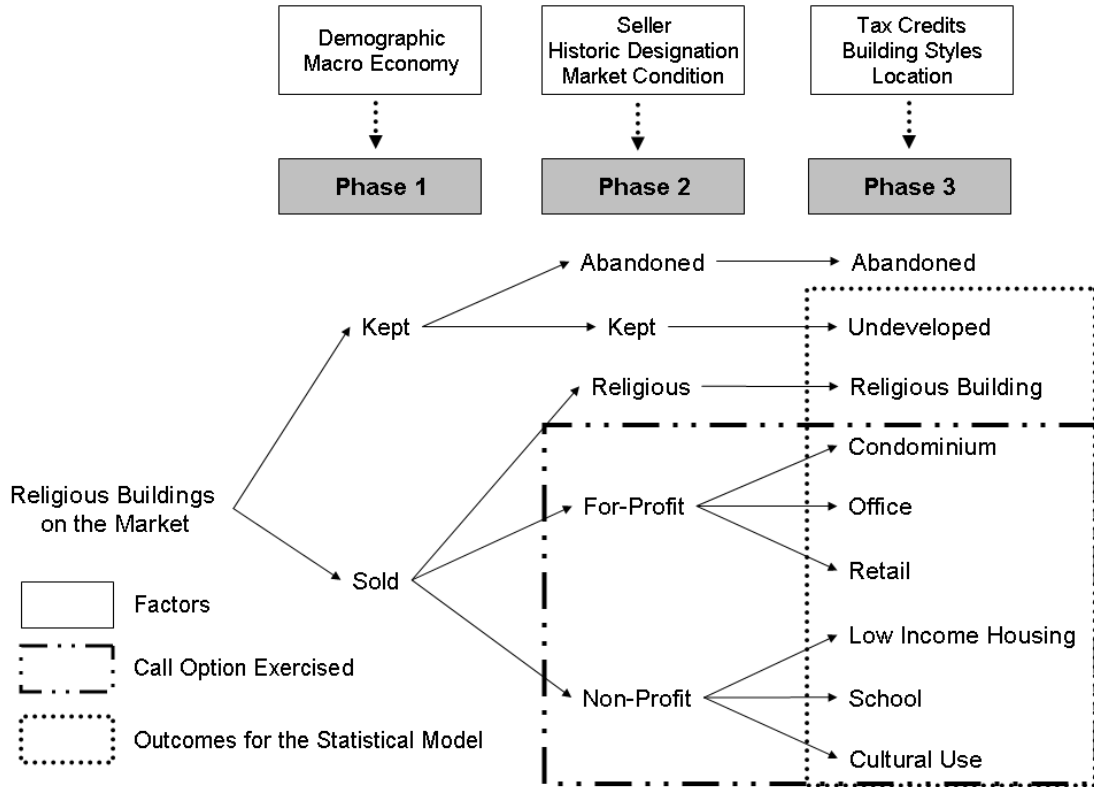 Demographic
Macro Economy
Seller
Historic Designation
Market Condition
Tax Credits
Building Styles
Location
Phase 1
Phase 2
Phase 3
Abandoned
Abandoned
Kept
Kept
Undeveloped
Religious
Religious Building
Condominium
Religious Buildings
on the Market
For-Profit
Office
Sold
Retail
Factors
Low Income Housing
Call Option Exercised
Non-Profit
School
Outcomes for the Statistical Model
Cultural Use